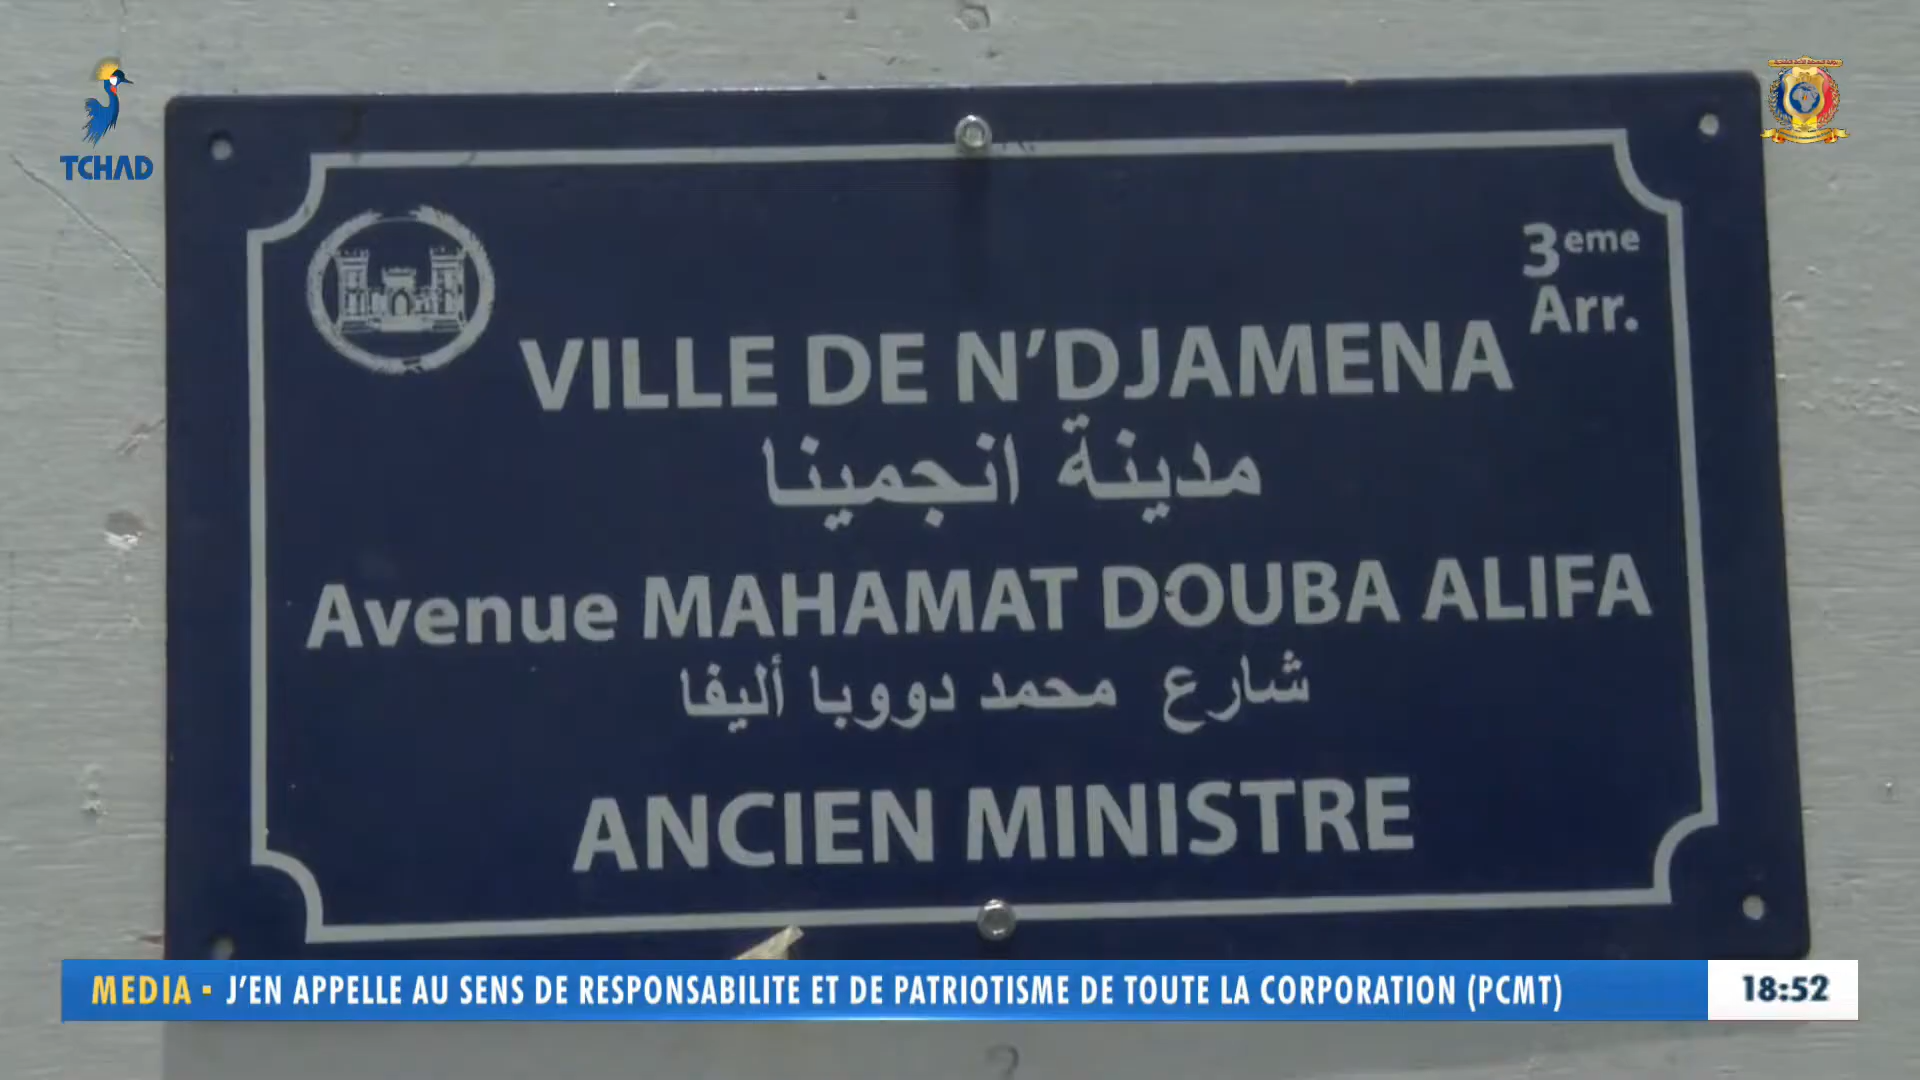 TCHAD
3eme
Arr.
VILLE DE N'DJAMENA
مدينة انجمينا
Avenue MAHAMAT DOUBA ALIFA
شارع محمد دووبا أليفا
ANCIEN MINISTRE
MEDIA - J'EN APPELLE AU SENS DE RESPONSABILITE ET DE PATRIOTISME DE TOUTE LA CORPORATION (PCMT)
18:52
2